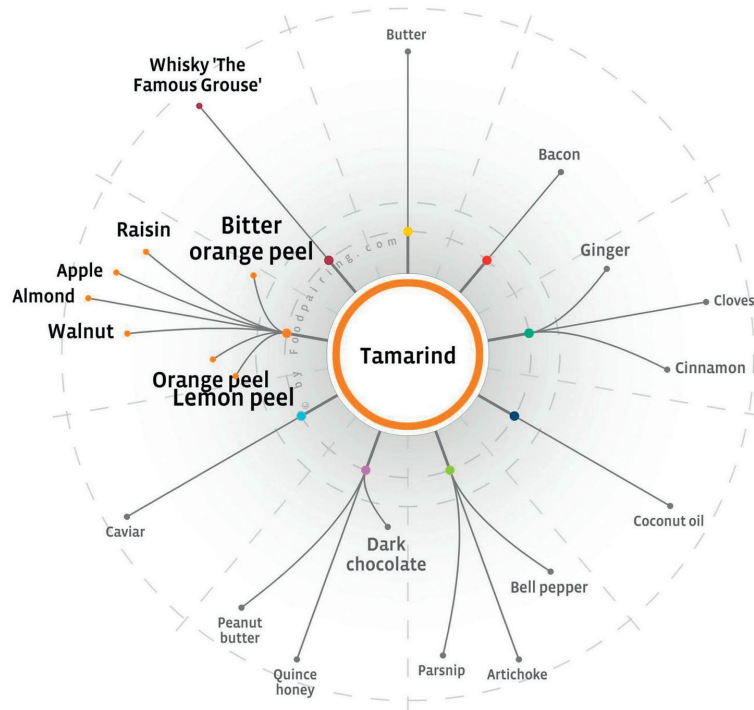 Butter
Whisky 'The
Famous Grouse'
Bacon
Raisin
Bitter
orange peel
Ginger
Apple
Almond
Walnut
Cloves
Cinnamon
Orange peel
Lemon peel
Tamarind
© by Foodpairing.com
Caviar
Coconut oil
Dark
chocolate
Bell pepper
Peanut
butter
Quince
honey
Parsnip
Artichoke